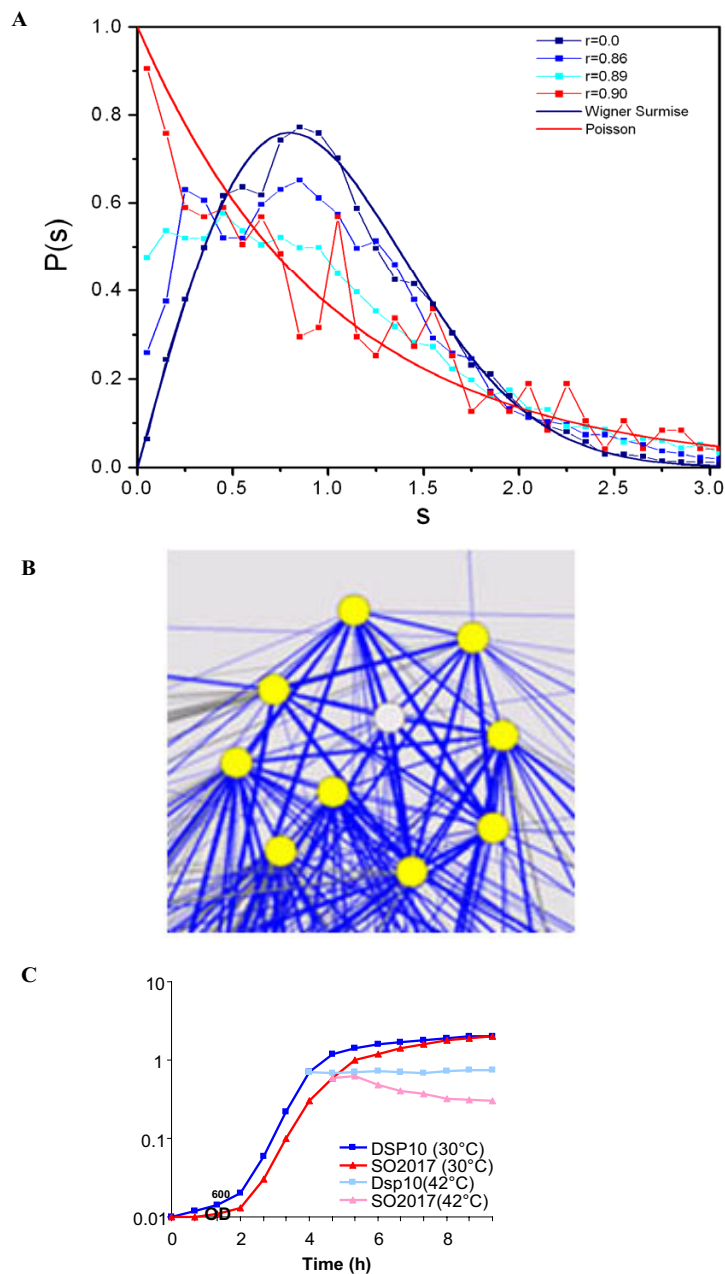 A
1.0
0.8
0.6
0.4
0.2
0.0
P(s)
r=0.0
r=0.86
r=0.89
r=0.90
Wigner Surmise
Poisson
0.0 0.5 1.0 1.5 2.0 2.5 3.0
s
B
C
10
1
0.1
0.01
600
OD
DSP10 (30°C)
SO2017 (30°C)
Dsp10(42°C)
SO2017(42°C)
0 2 4 6 8
Time (h)